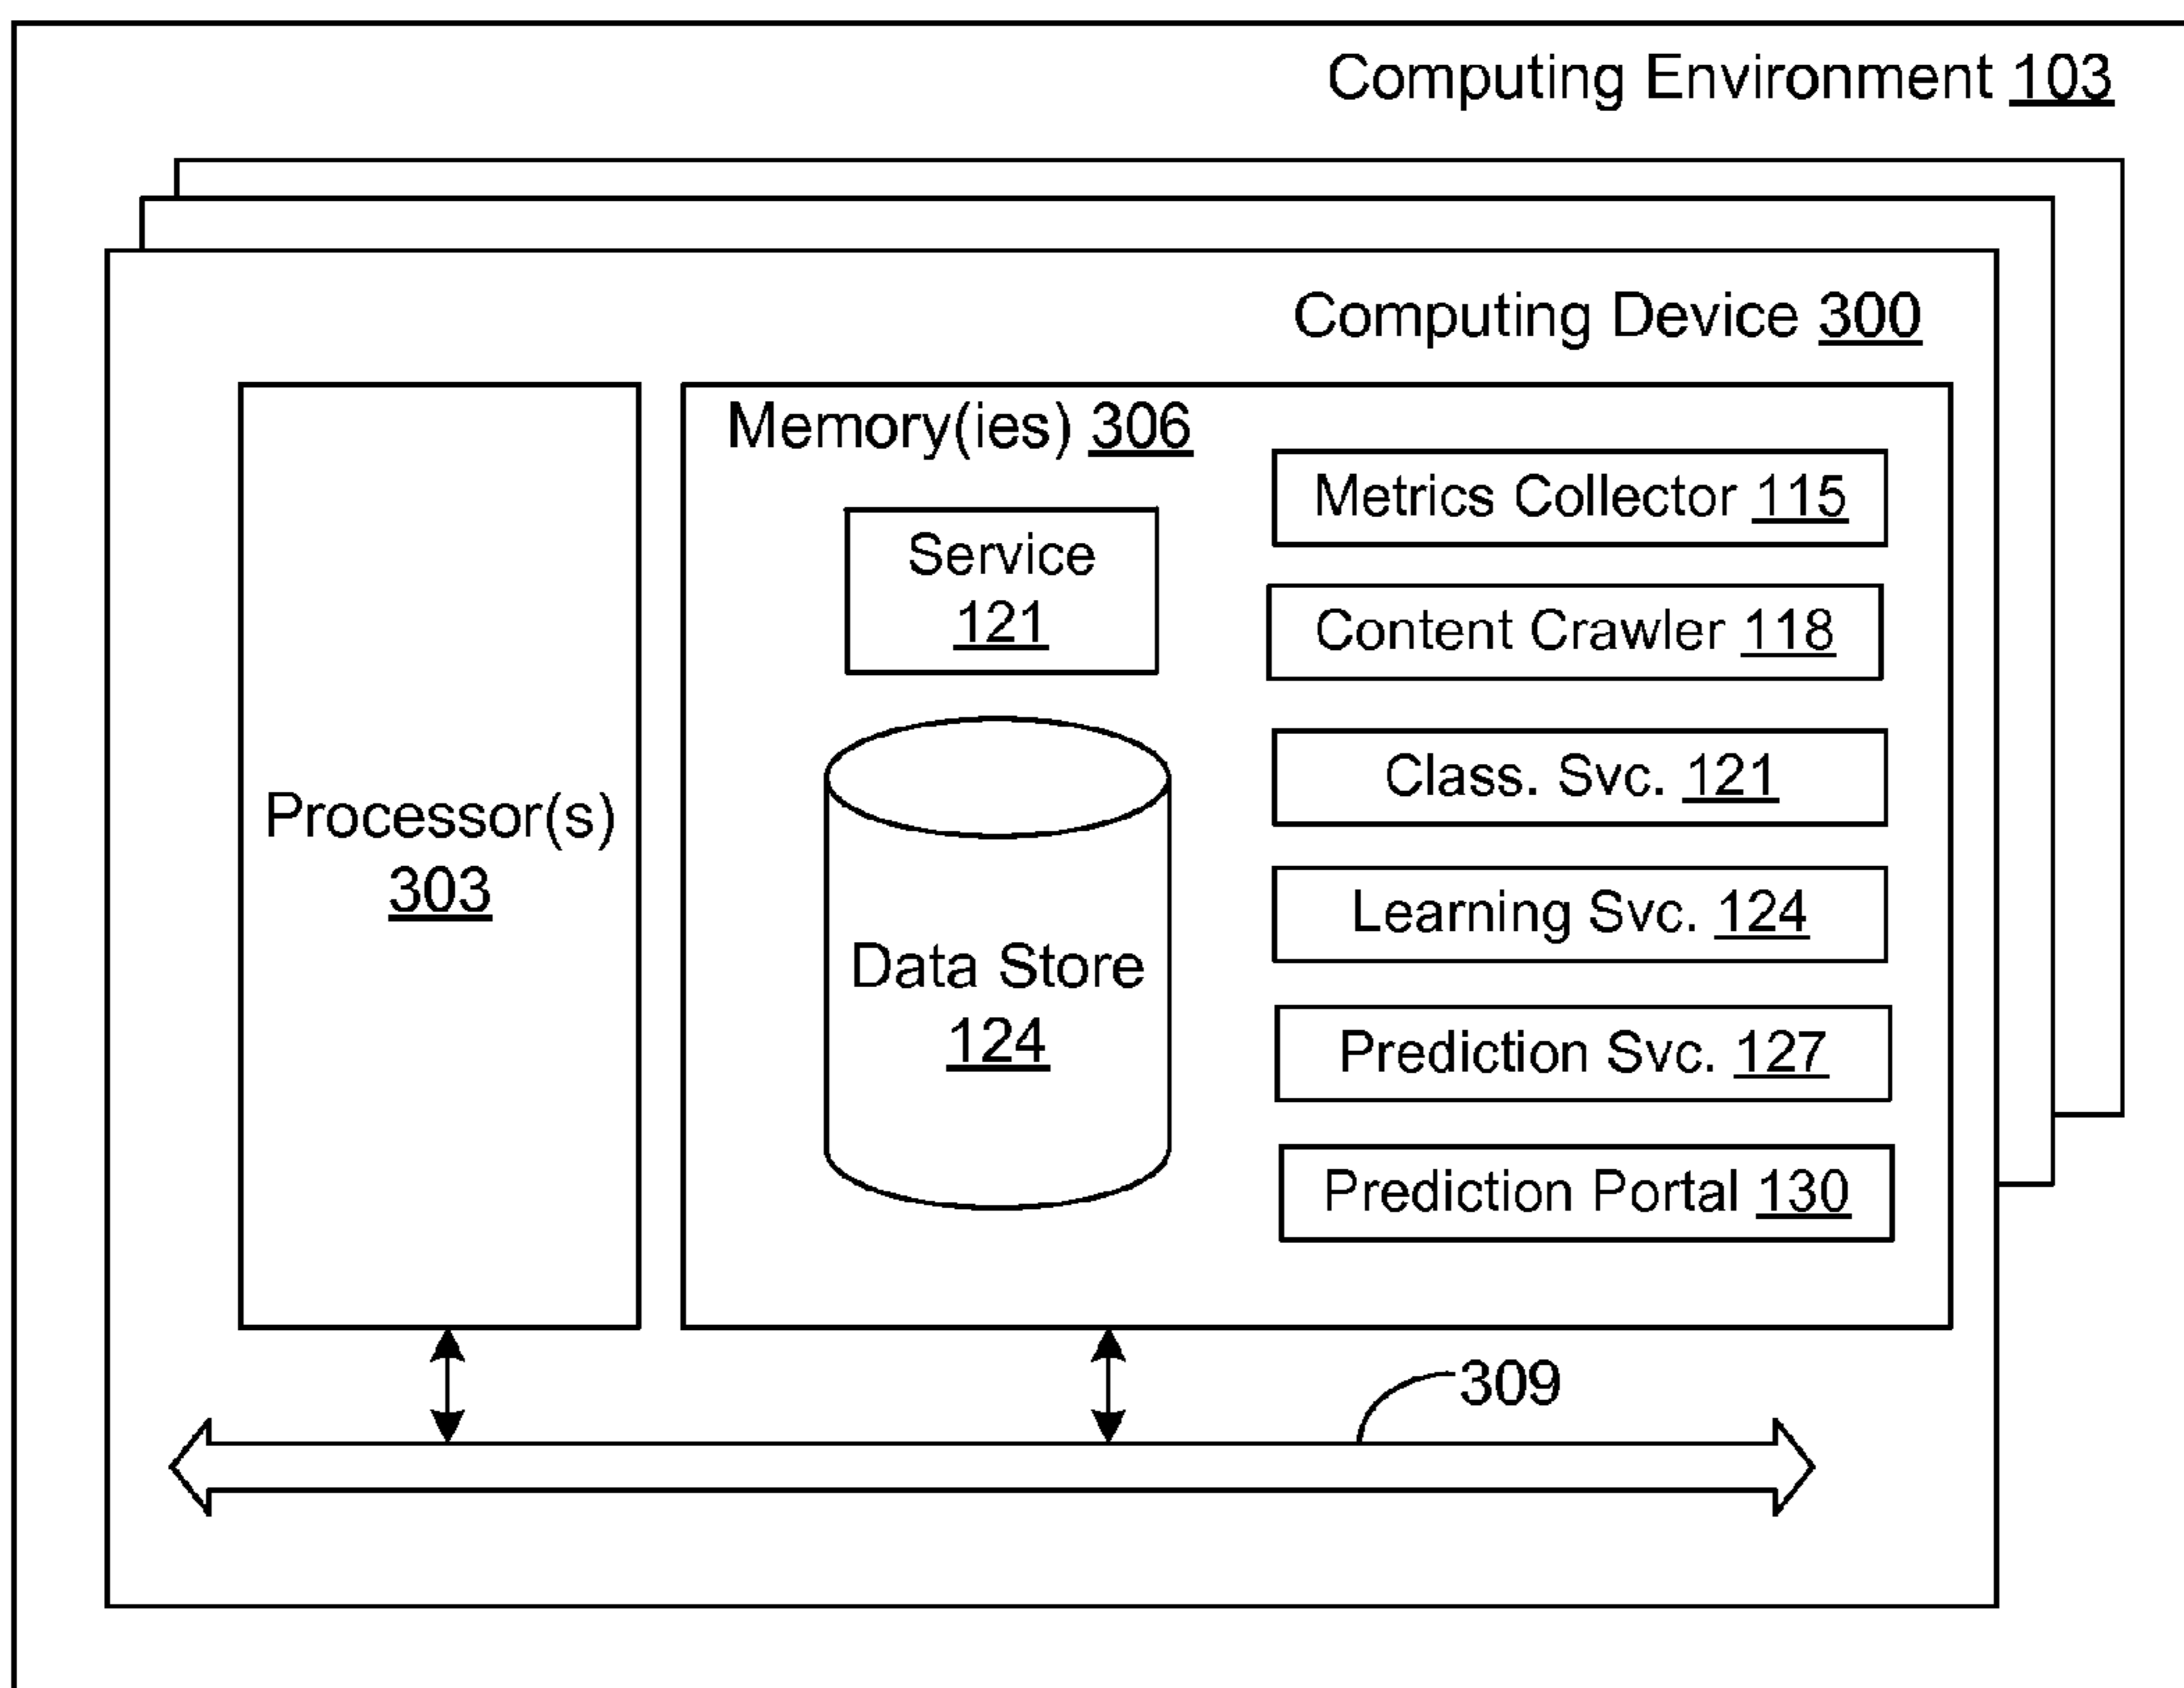 Computing Environment 103
Computing Device 300
Processor(s)
303
Memory(ies) 306
Service
121
Data Store
124
Metrics Collector 115
Content Crawler 118
Class. Svc. 121
Learning Svc. 124
Prediction Svc. 127
Prediction Portal 130
309